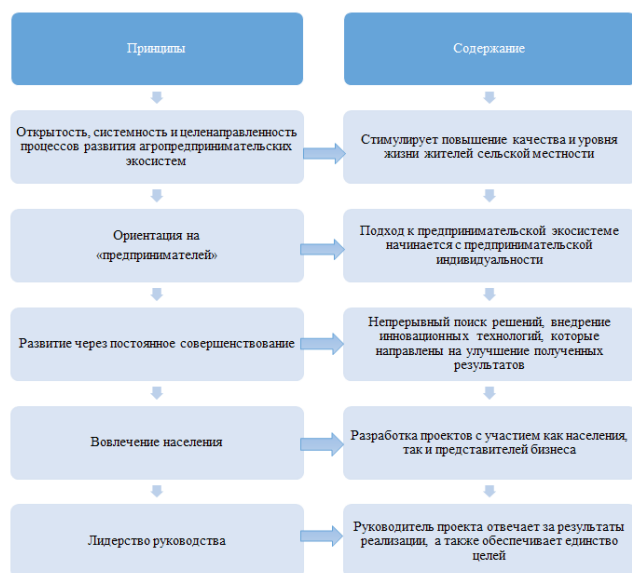 Принципы
Содержание
Открытость, системность и целенаправленность
процессов развития агропредпринимательских
экосистем
Стимулирует повышение качества и уровня
жизни жителей сельской местности
Ориентация на
«предпринимателей»
Подход к предпринимательской экосистеме
начинается с предпринимательской
индивидуальности
Развитие через постоянное совершенствование
Непрерывный поиск решений, внедрение
инновационных технологий, которые
направлены на улучшение полученных
результатов
Вовлечение населения
Разработка проектов с участием как населения,
так и представителей бизнеса
Лидерство руководства
Руководитель проекта отвечает за результаты
реализации, а также обеспечивает единство
целей